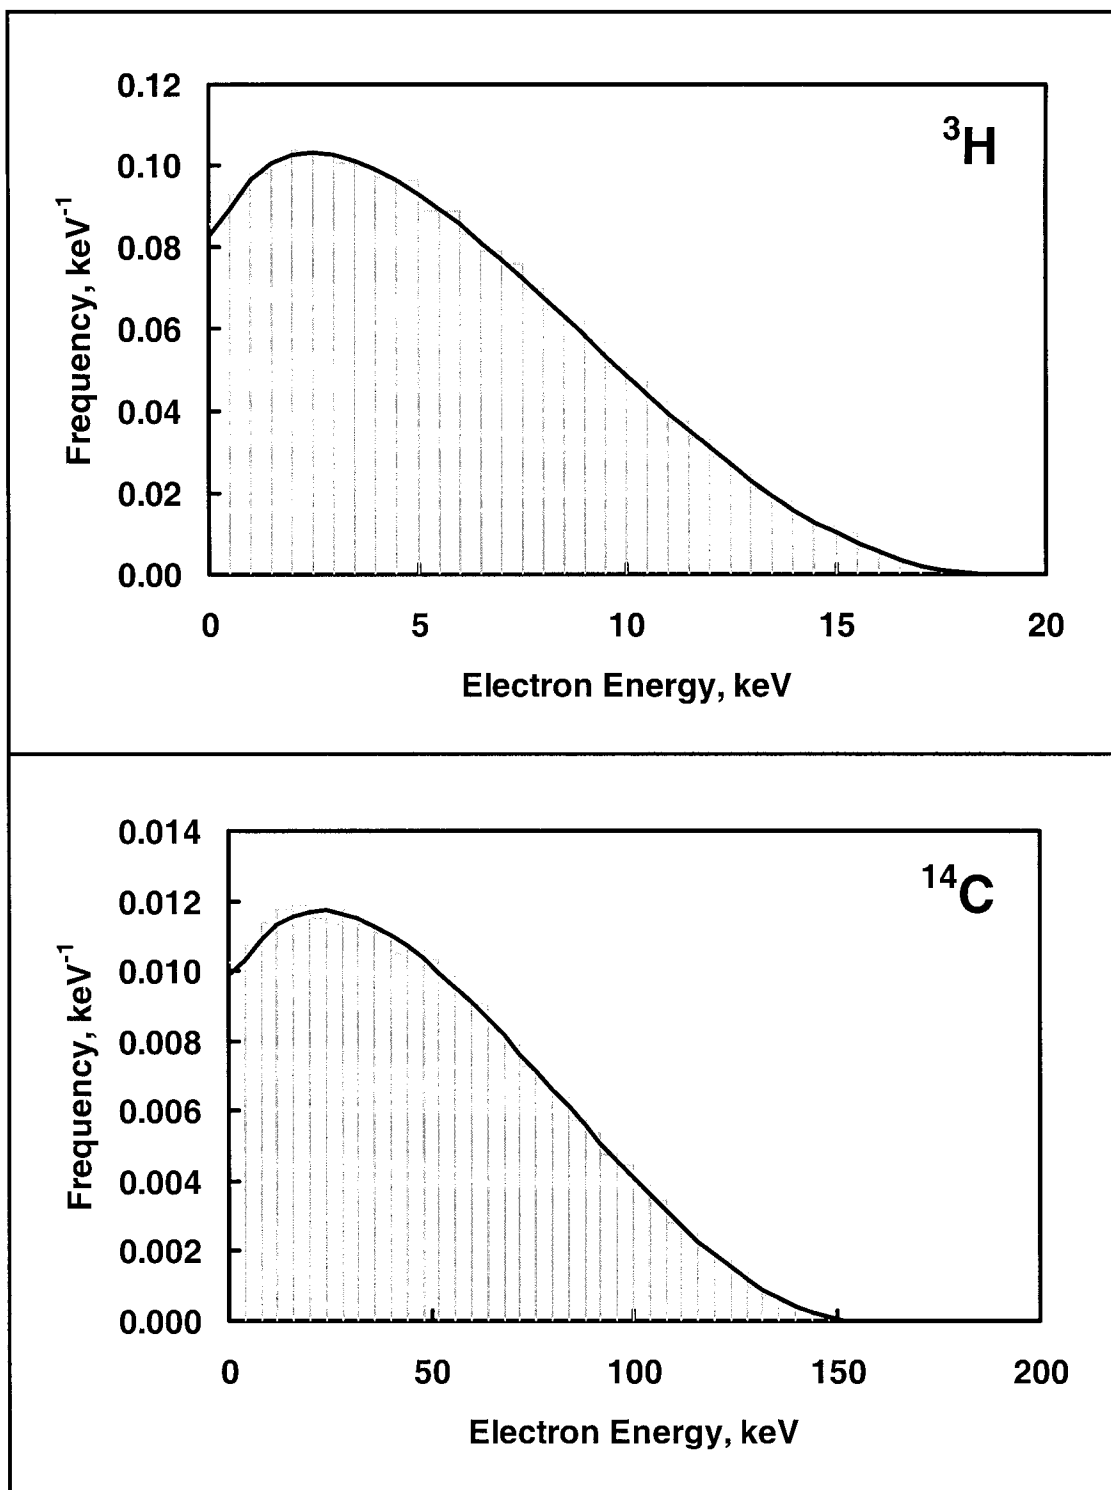 0.12
0.10
0.08
0.06
0.04
0.02
0.00
Frequency, keV⁻¹
³H
0 5 10 15 20
Electron Energy, keV
0.014
0.012
0.010
0.008
0.006
0.004
0.002
0.000
Frequency, keV⁻¹
¹⁴C
0 50 100 150 200
Electron Energy, keV